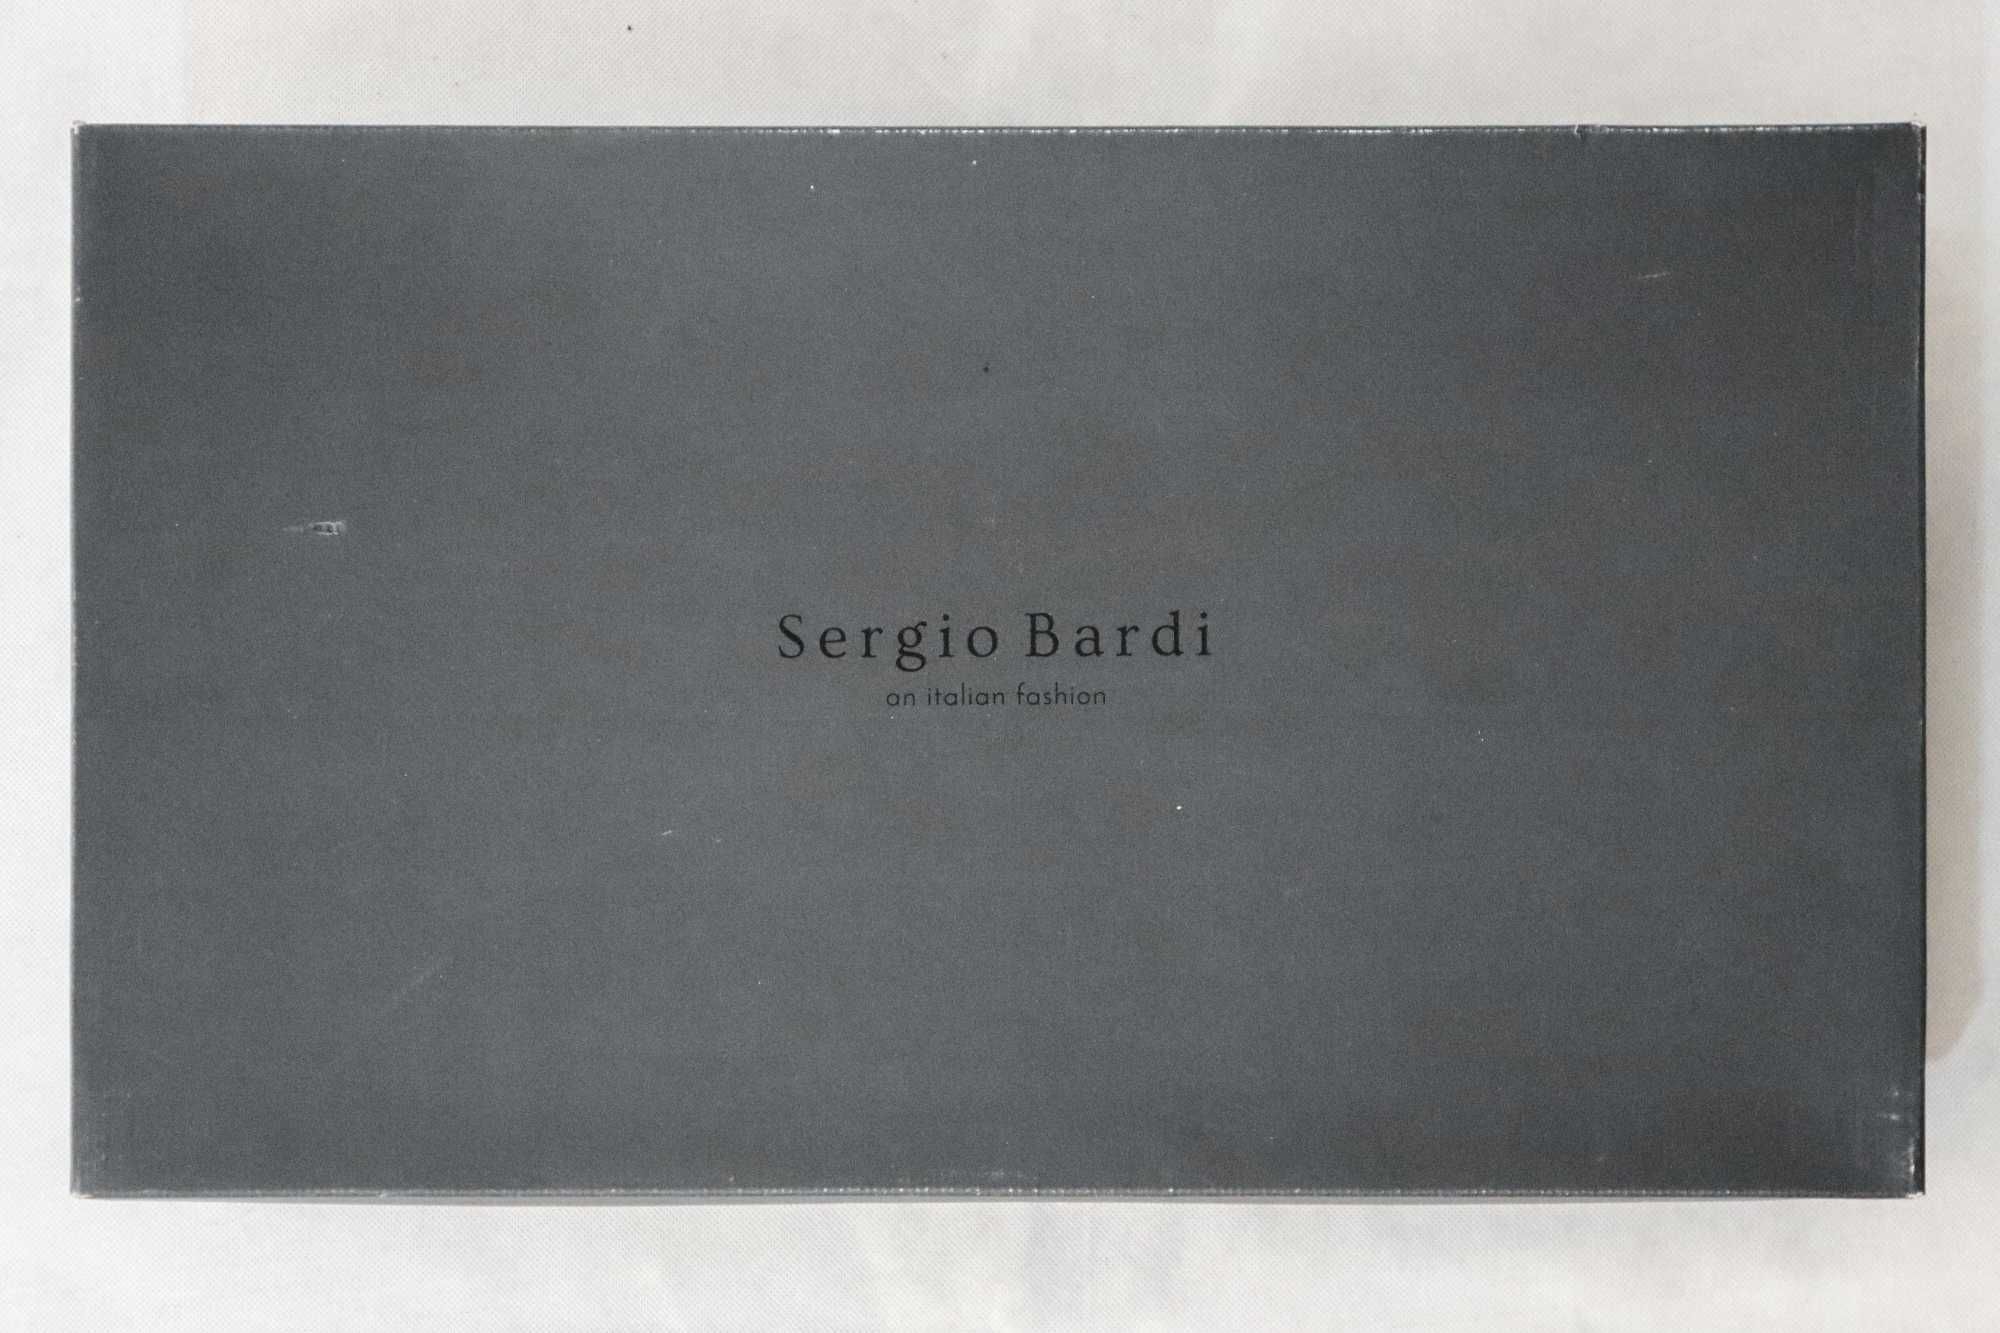 Sergio Bardi
an italian fashion